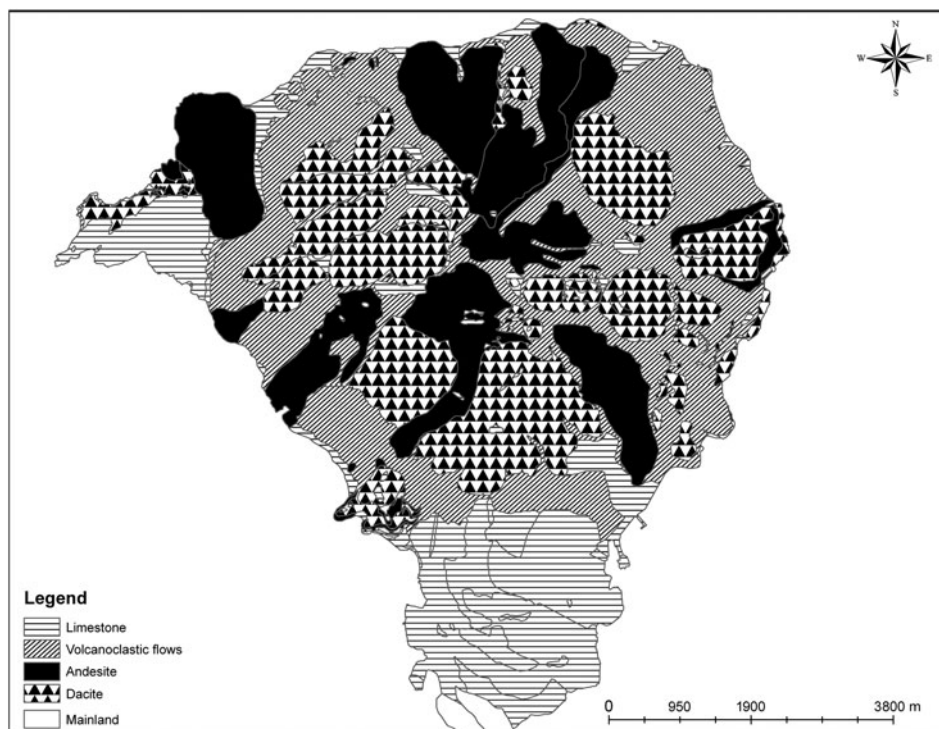 N
W E
S
Legend
Limestone
Volcanoclastic flows
Andesite
Dacite
Mainland
0 950 1900 3800 m